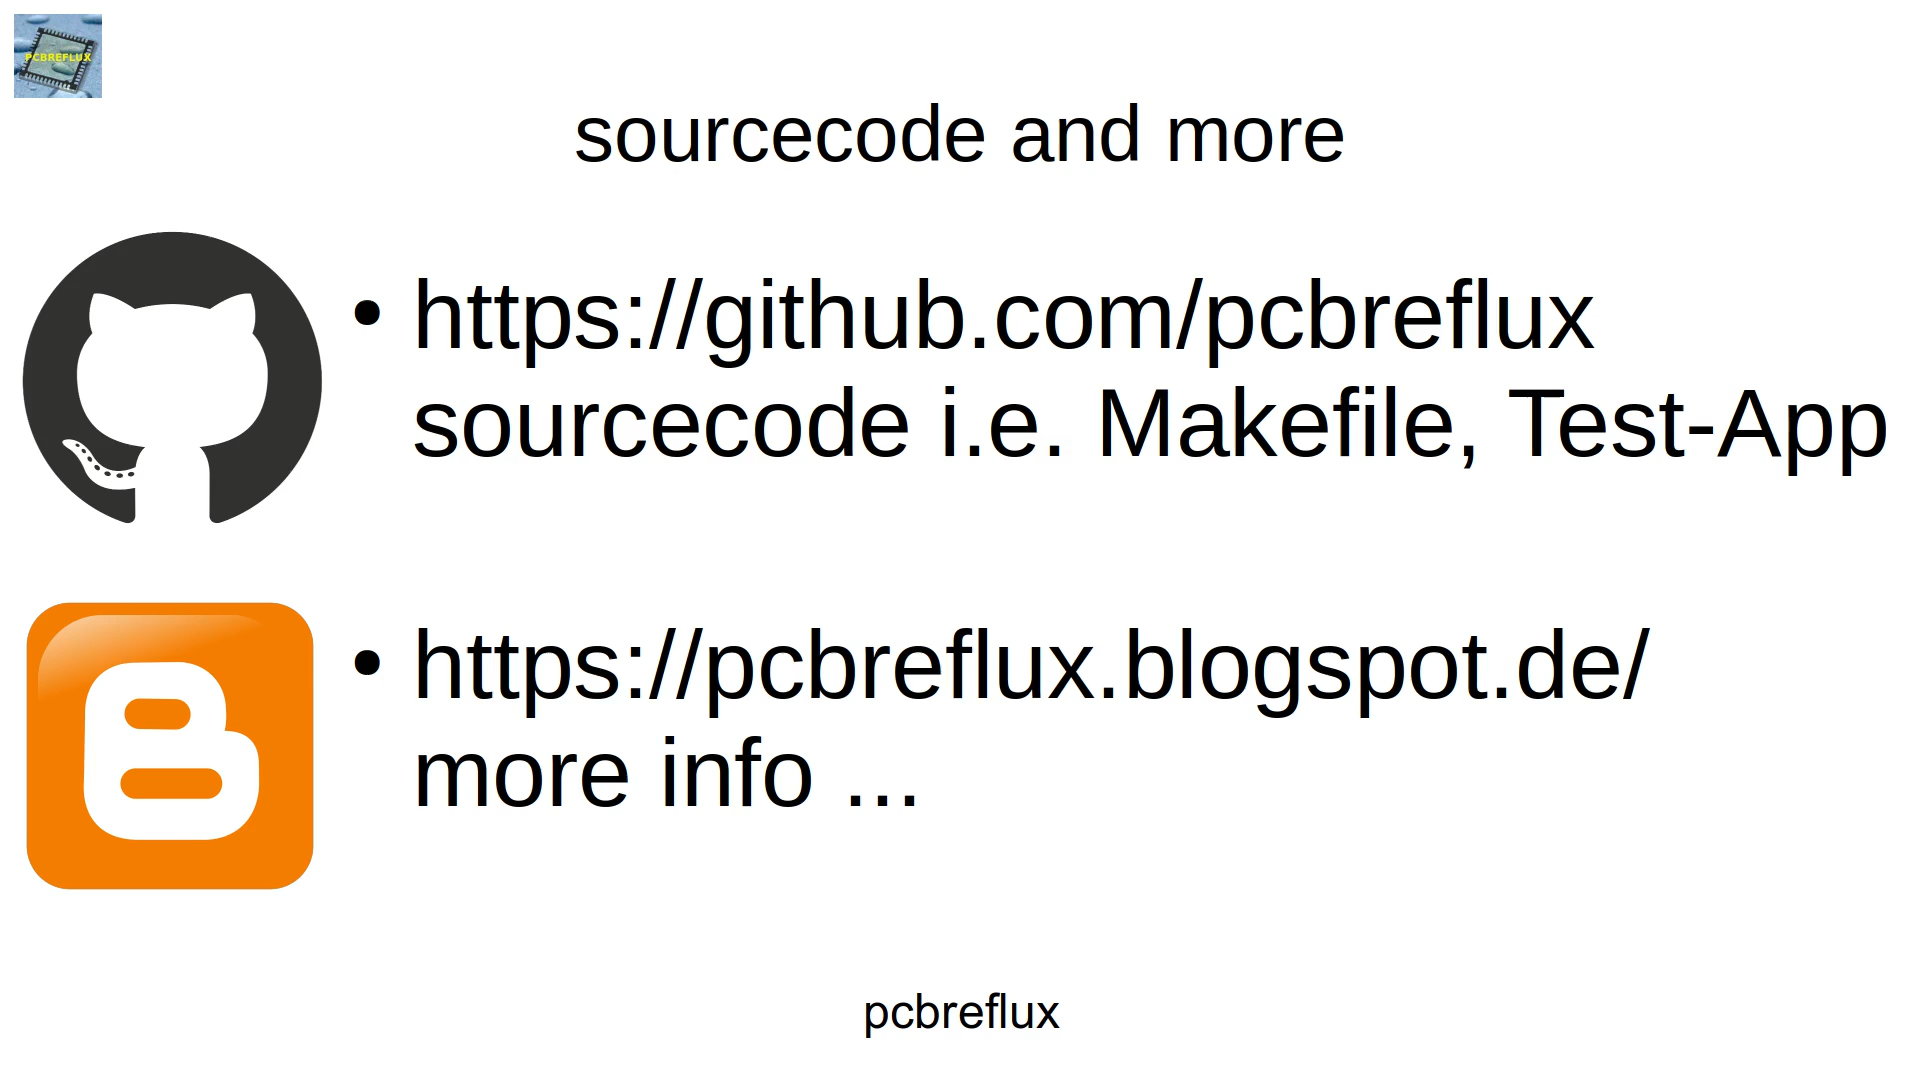 PCBREFLUX
sourcecode and more
• https://github.com/pcbreflux
sourcecode i.e. Makefile, Test-App
• https://pcbreflux.blogspot.de/
more info ...
pcbreflux